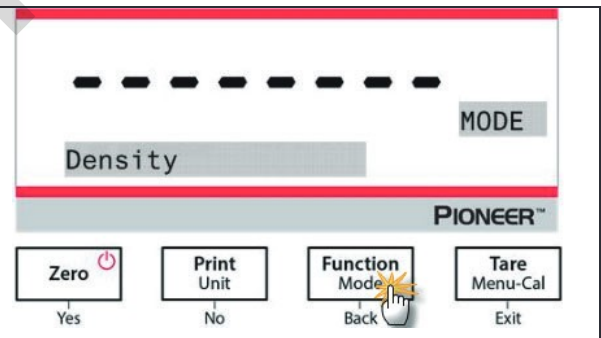 --------
MODE
Density
PIONEER™
Zero
Print
Unit
Function
Mode
Tare
Menu-Cal
Yes
No
Back
Exit